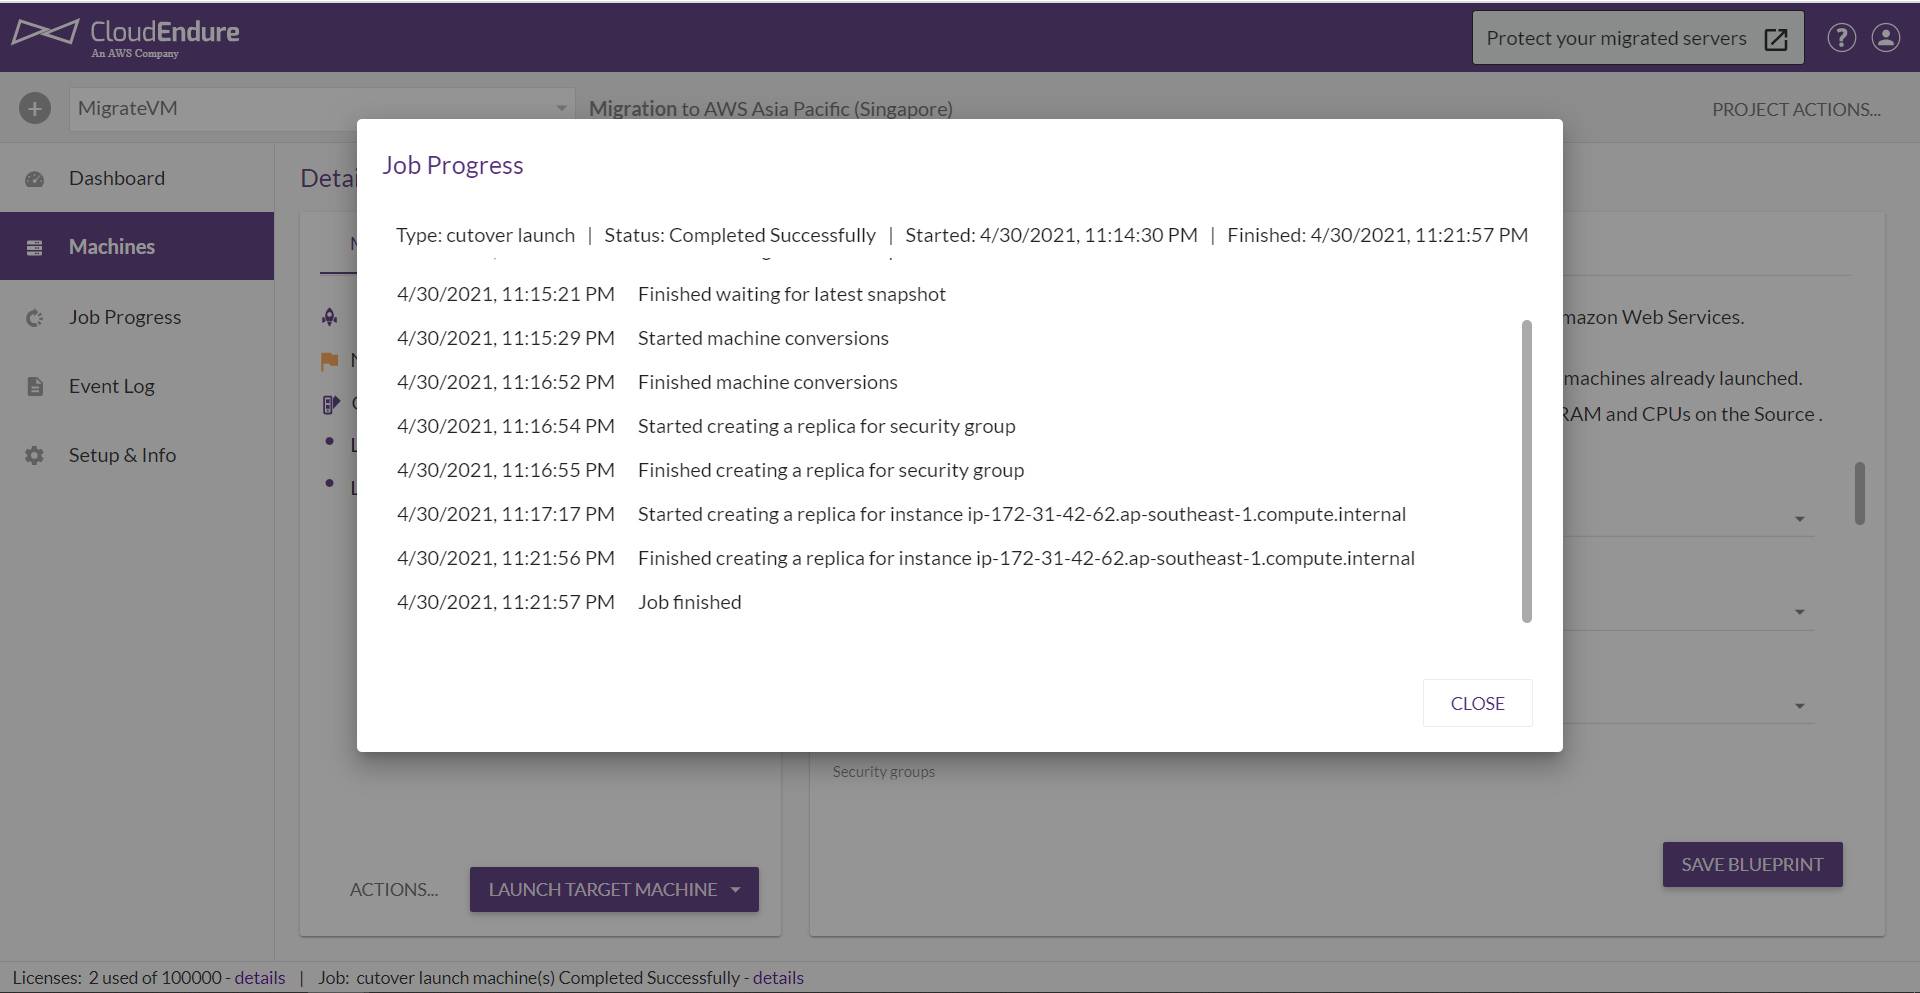 CloudEndure
An AWS Company
Protect your migrated servers
?
MigrateVM
Migration to AWS Asia Pacific (Singapore)
PROJECT ACTIONS...
Dashboard
Machines
Job Progress
Event Log
Setup & Info
Job Progress
Type: cutover launch | Status: Completed Successfully | Started: 4/30/2021, 11:14:30 PM | Finished: 4/30/2021, 11:21:57 PM
4/30/2021, 11:15:21 PM Finished waiting for latest snapshot
4/30/2021, 11:15:29 PM Started machine conversions
4/30/2021, 11:16:52 PM Finished machine conversions
4/30/2021, 11:16:54 PM Started creating a replica for security group
4/30/2021, 11:16:55 PM Finished creating a replica for security group
4/30/2021, 11:17:17 PM Started creating a replica for instance ip-172-31-42-62.ap-southeast-1.compute.internal
4/30/2021, 11:21:56 PM Finished creating a replica for instance ip-172-31-42-62.ap-southeast-1.compute.internal
4/30/2021, 11:21:57 PM Job finished
CLOSE
Web Services.
machines already launched.
RAM and CPUs on the Source .
Security groups
ACTIONS...
LAUNCH TARGET MACHINE
SAVE BLUEPRINT
Licenses: 2 used of 100000 - details | Job: cutover launch machine(s) Completed Successfully - details